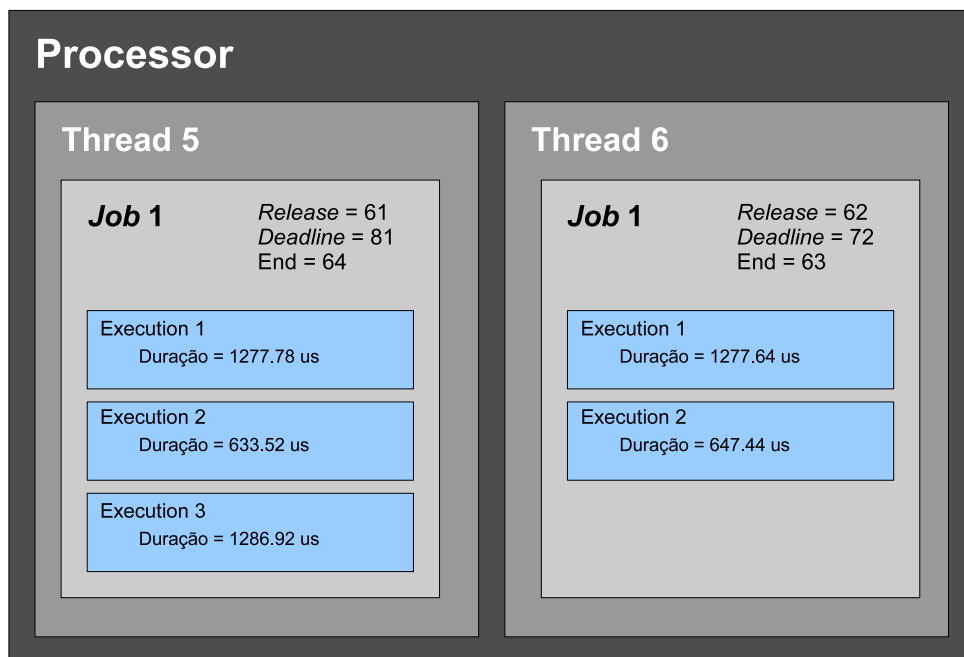 Processor
Thread 5
Job 1
Release = 61
Deadline = 81
End = 64
Execution 1
Duração = 1277.78 us
Execution 2
Duração = 633.52 us
Execution 3
Duração = 1286.92 us
Thread 6
Job 1
Release = 62
Deadline = 72
End = 63
Execution 1
Duração = 1277.64 us
Execution 2
Duração = 647.44 us